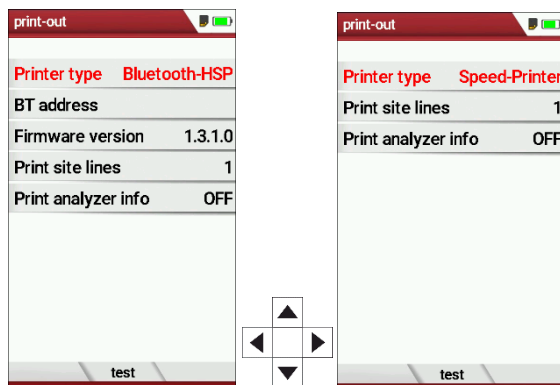 print-out
Printer type Bluetooth-HSP
BT address
Firmware version 1.3.1.0
Print site lines 1
Print analyzer info OFF
test
print-out
Printer type Speed-Printer
Print site lines 1
Print analyzer info OFF
test